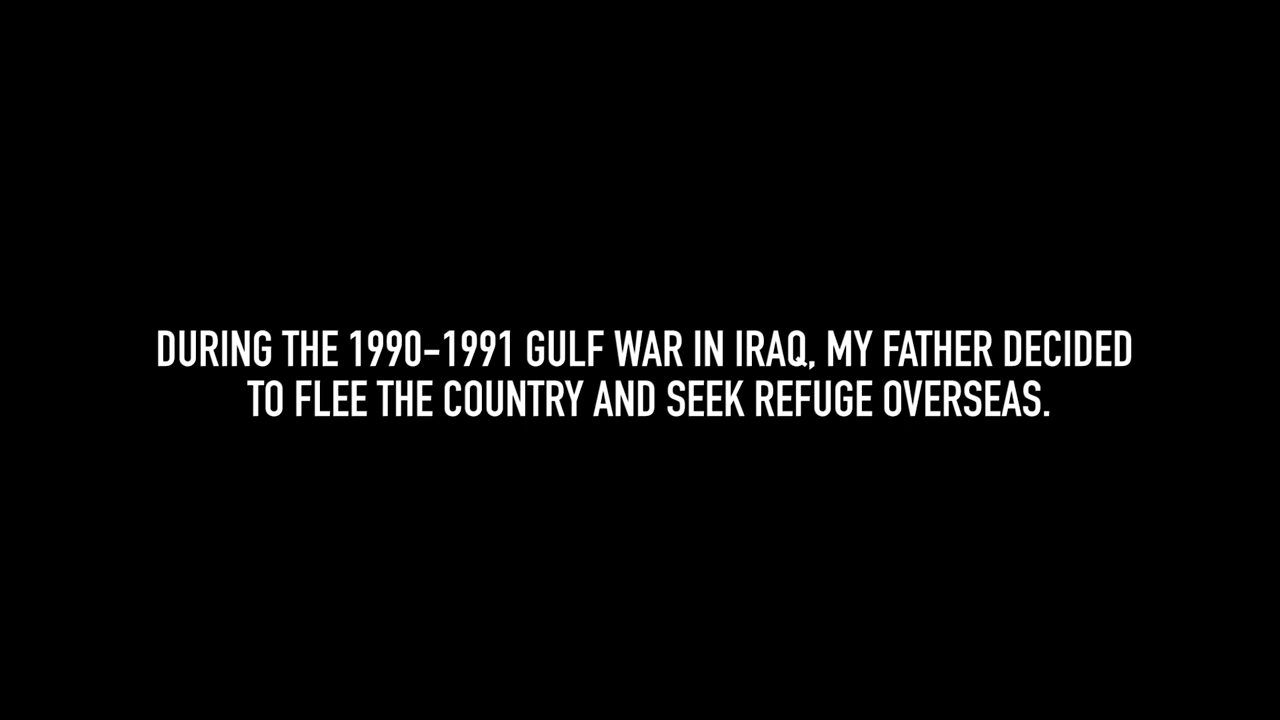 DURING THE 1990-1991 GULF WAR IN IRAQ, MY FATHER DECIDED
TO FLEE THE COUNTRY AND SEEK REFUGE OVERSEAS.